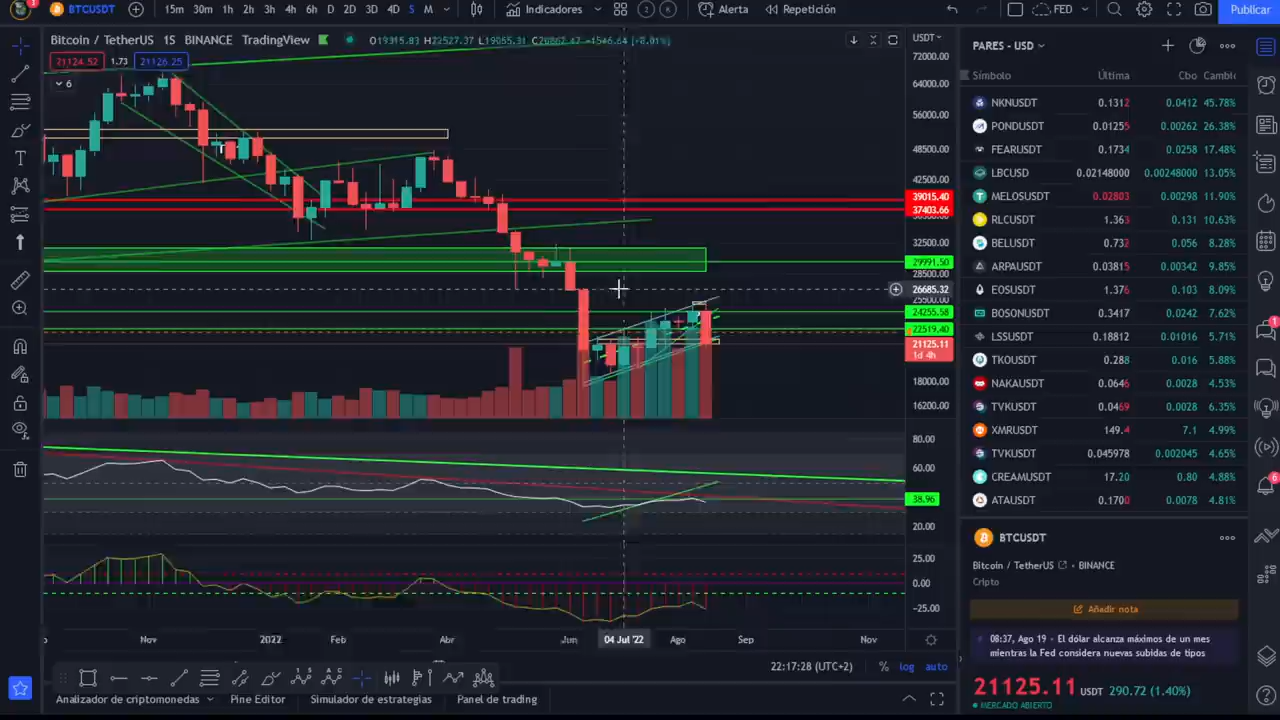 BTCUSDT 15m 30m 1h 2h 3h 4h 6h D 2D 3D 4D S M Indicadores Alerta Repetición FED Publicar
Bitcoin / TetherUS 1S BINANCE TradingView
21124.52 1.73 21126.25
6
USDT
72000.00
64000.00
56000.00
48500.00
42500.00
39015.40
37403.66
32500.00
29991.50
28500.00
26685.32
24255.58
22519.40
21125.11
1d 4h
18000.00
16200.00
80.00
60.00
38.96
20.00
25.00
0.00
−25.00
Nov 2022 Feb Abr Jun 04 Jul '22 Ago Sep Nov
22:17:28 (UTC+2) % log auto
Analizador de criptomonedas Pine Editor Simulador de estrategias Panel de trading
PARES - USD
Símbolo Última Cbo Cambi
NKNUSDT 0.1312 0.0412 45.78%
PONDUSDT 0.01255 0.00262 26.38%
FEARUSDT 0.1734 0.0258 17.48%
LBCUSD 0.02148000 0.00248000 13.05%
MELOSUSDT 0.02803 0.00298 11.90%
RLCUSDT 1.363 0.131 10.63%
BELUSDT 0.732 0.056 8.28%
ARPAUSDT 0.03815 0.00342 9.85%
EOSUSDT 1.376 0.103 8.09%
BOSONUSDT 0.3417 0.0242 7.62%
LSSUSDT 0.18812 0.01016 5.71%
TKOUSDT 0.288 0.016 5.88%
NAKAUSDT 0.0646 0.0028 4.53%
TVKUSDT 0.0469 0.0028 6.35%
XMRUSDT 149.4 7.1 4.99%
TVKUSDT 0.045978 0.002045 4.65%
CREAMUSDT 17.20 0.80 4.88%
ATAUSDT 0.1700 0.0078 4.81%
BTCUSDT
Bitcoin / TetherUS • BINANCE
Cripto
Añadir nota
08:37, Ago 19 • El dólar alcanza máximos de un mes
mientras la Fed considera nuevas subidas de tipos
21125.11 USDT 290.72 (1.40%)
MERCADO ABIERTO